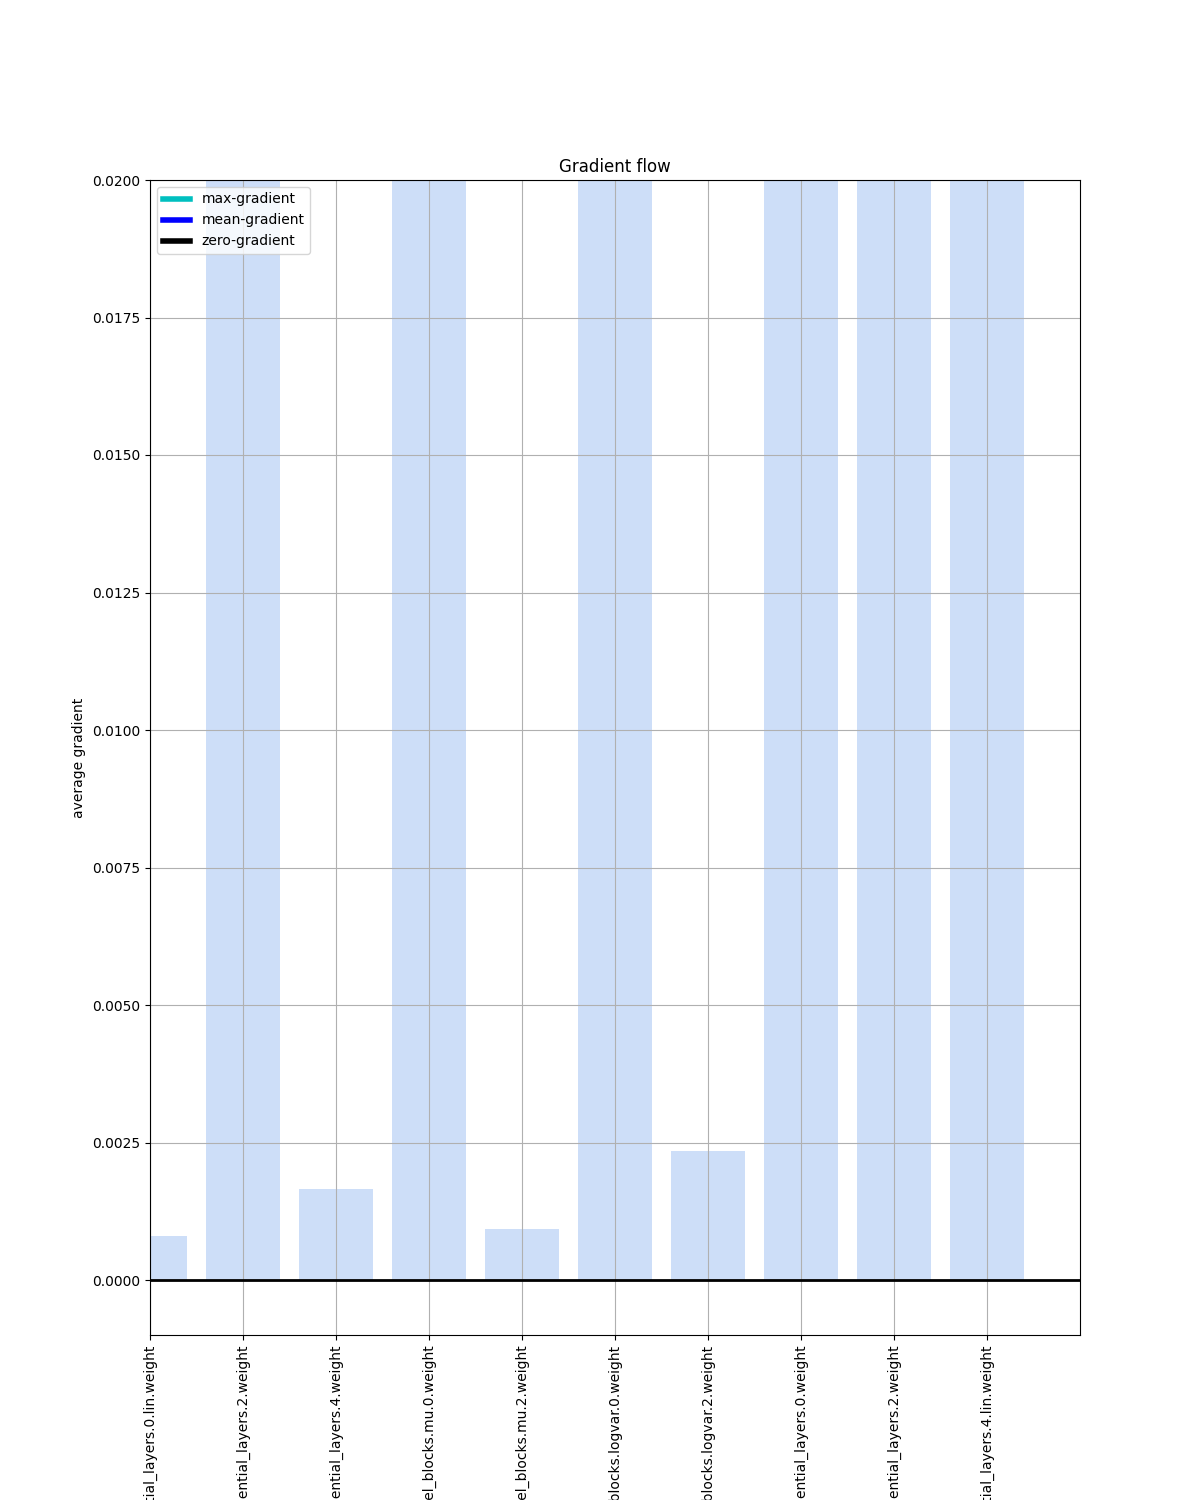 Gradient flow
max-gradient
mean-gradient
zero-gradient
0.0200
0.0175
0.0150
0.0125
0.0100
0.0075
0.0050
0.0025
0.0000
average gradient
tial_layers.0.lin.weight
ential_layers.2.weight
ential_layers.4.weight
el_blocks.mu.0.weight
el_blocks.mu.2.weight
blocks.logvar.0.weight
blocks.logvar.2.weight
ential_layers.0.weight
ential_layers.2.weight
tial_layers.4.lin.weight